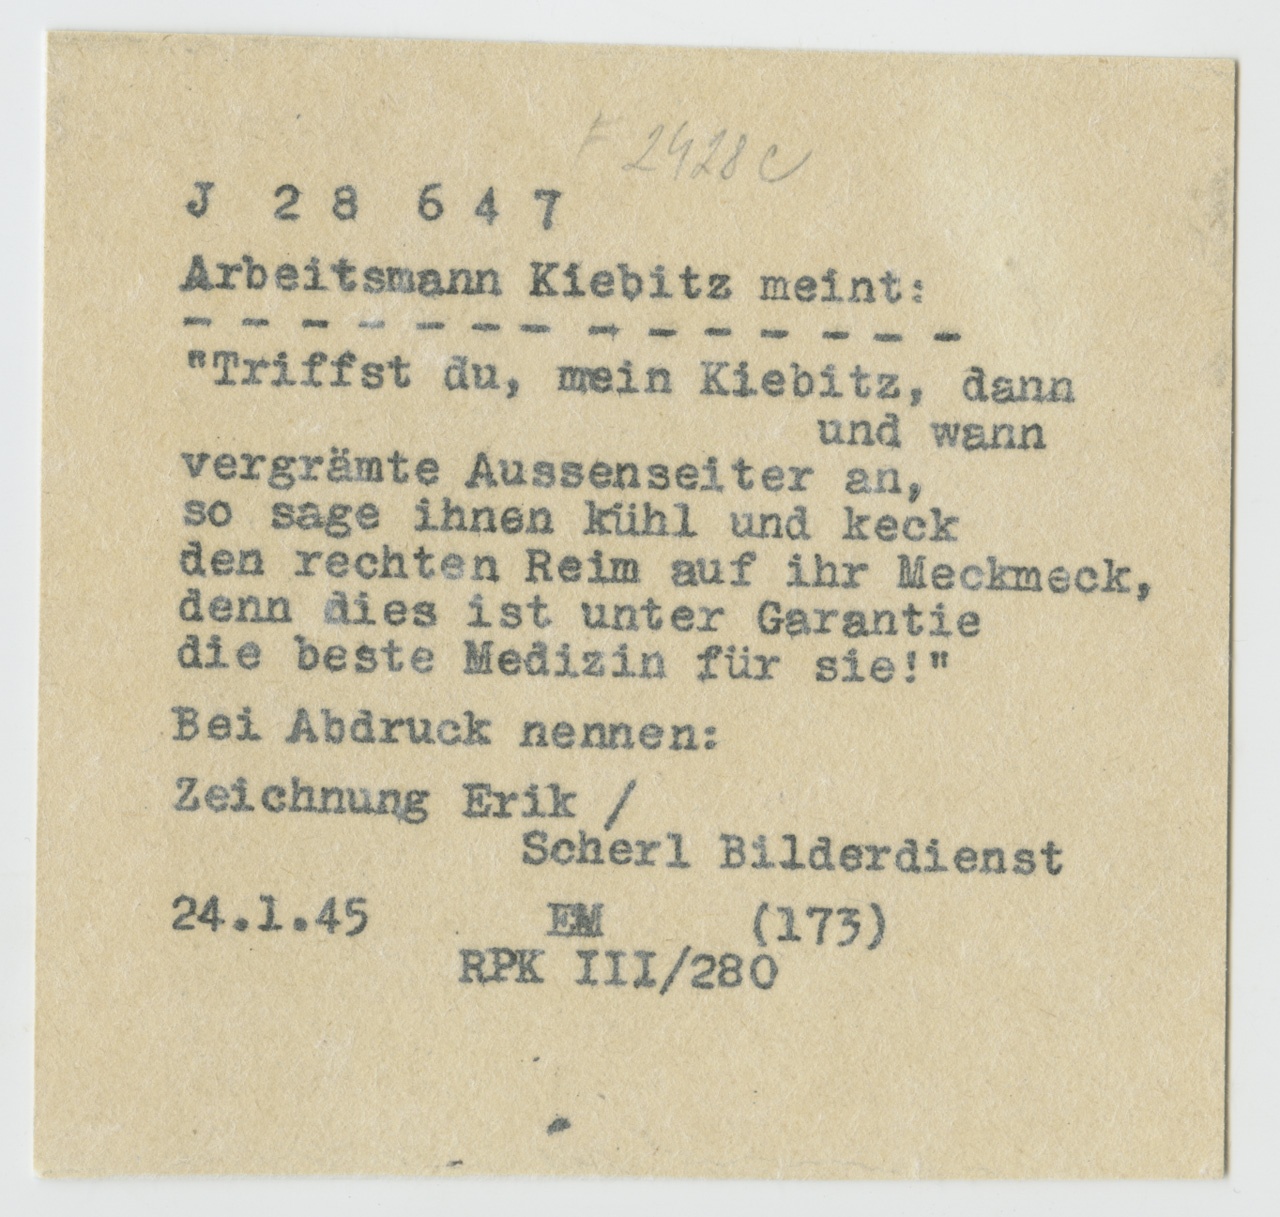 F 2428 c
J 28 647
Arbeitsmann Kiebitz meint:
- - - - - - - - - - - - - -
"Triffst du, mein Kiebitz, dann
und wann
vergrämte Aussenseiter an,
so sage ihnen kühl und keck
den rechten Reim auf ihr Meckmeck,
denn dies ist unter Garantie
die beste Medizin für sie!"
Bei Abdruck nennen:
Zeichnung Erik /
Scherl Bilderdienst
24.1.45 EM (173)
RPK III/280